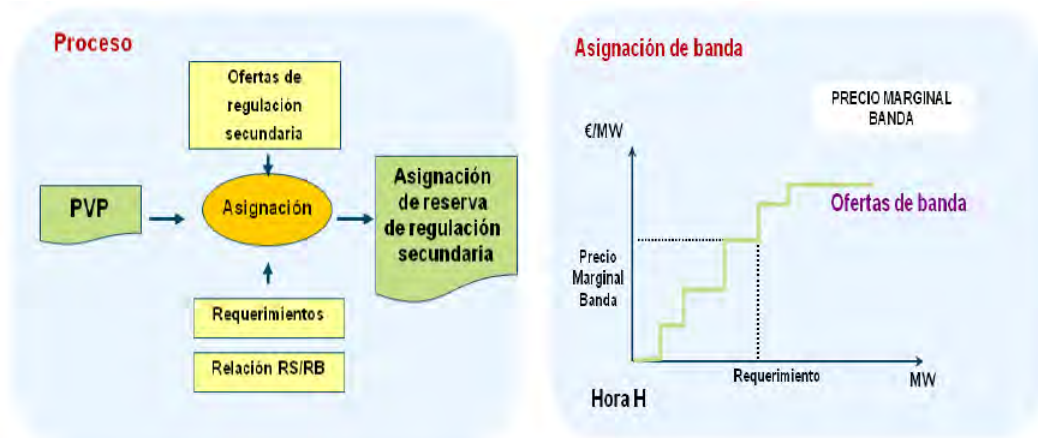 Proceso
Ofertas de
regulación
secundaria
PVP
Asignación
Asignación
de reserva
de regulación
secundaria
Requerimientos
Relación RS/RB
Asignación de banda
PRECIO MARGINAL
BANDA
€/MW
Ofertas de banda
Precio
Marginal
Banda
Requerimiento
MW
Hora H